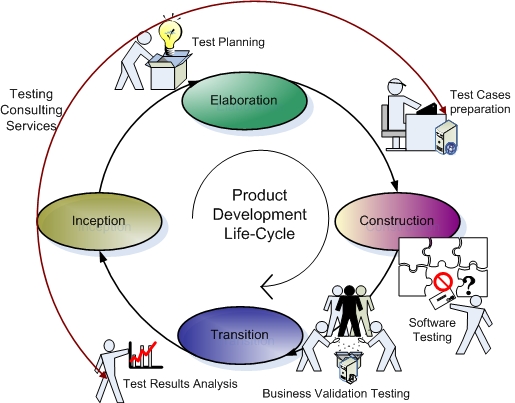 Test Planning
Testing
Consulting
Services
Elaboration
Test Cases
preparation
Product
Development
Life-Cycle
Inception
Construction
?
Software
Testing
Transition
Test Results Analysis
Business Validation Testing